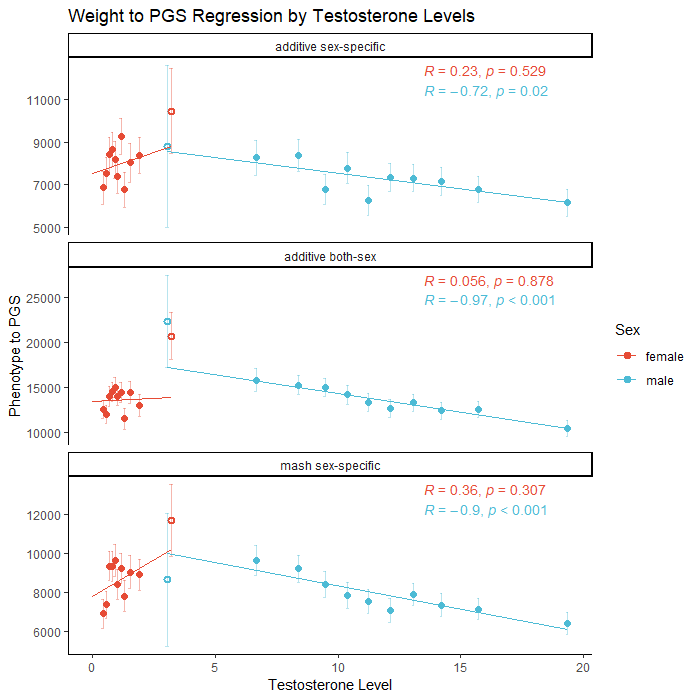 Weight to PGS Regression by Testosterone Levels
additive sex-specific
R = 0.23, p = 0.529
R = −0.72, p = 0.02
11000
9000
7000
5000
additive both-sex
R = 0.056, p = 0.878
R = −0.97, p < 0.001
25000
20000
15000
10000
Phenotype to PGS
Sex
female
male
mash sex-specific
R = 0.36, p = 0.307
R = −0.9, p < 0.001
12000
10000
8000
6000
0 5 10 15 20
Testosterone Level